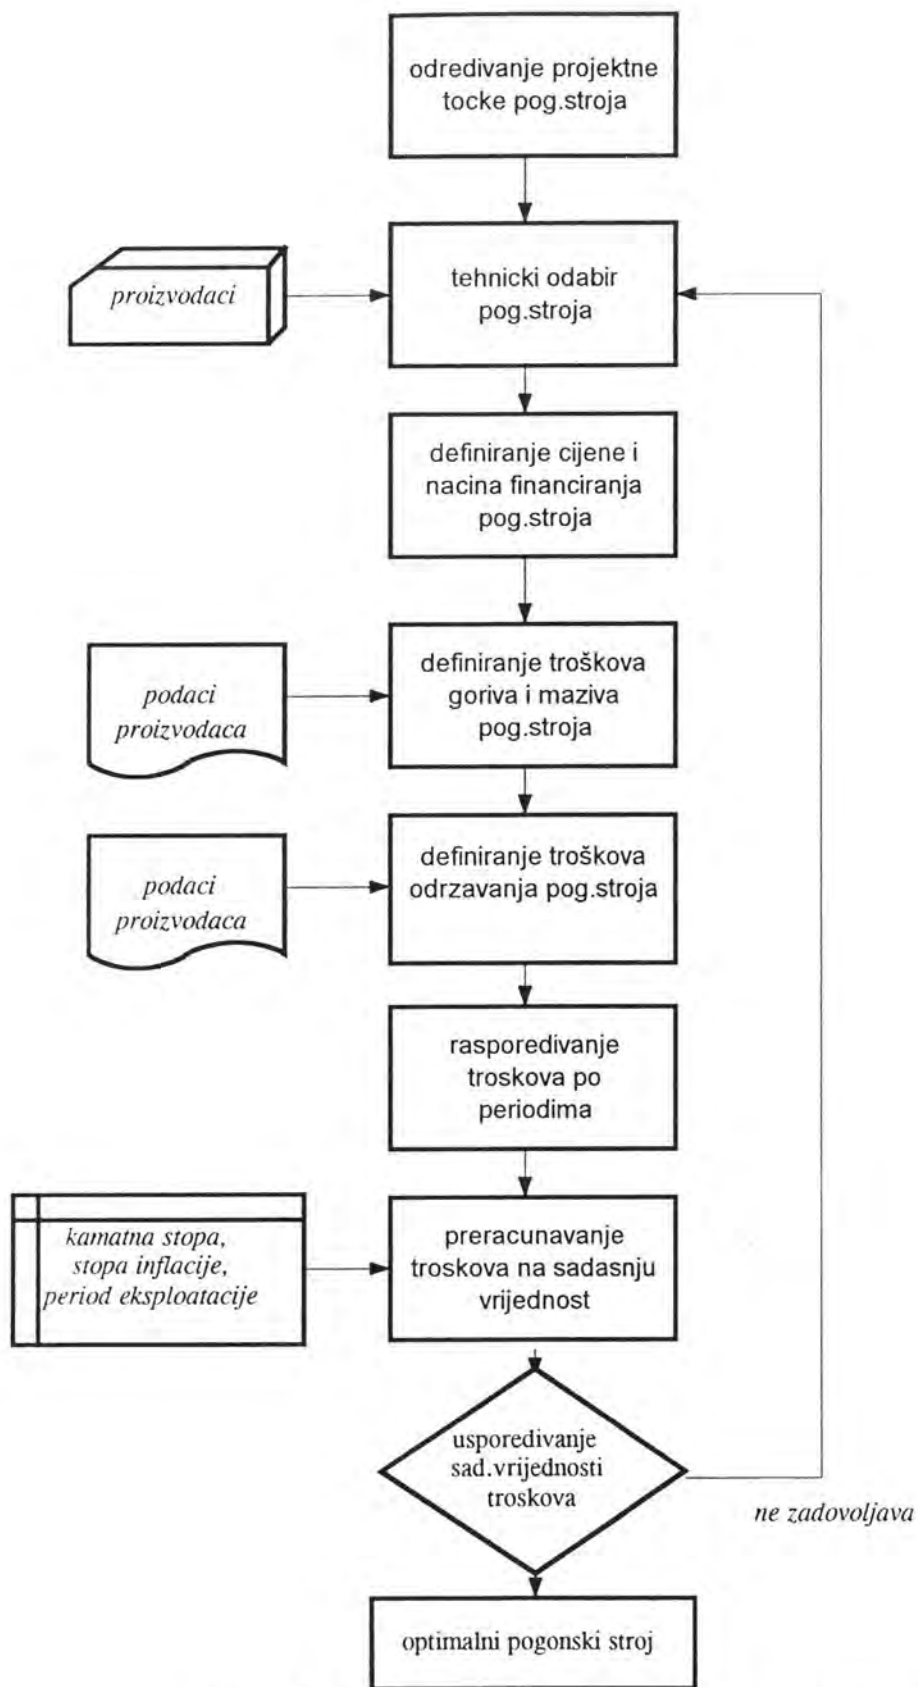 odredivanje projektne
tocke pog.stroja
proizvodaci
tehnicki odabir
pog.stroja
definiranje cijene i
nacina financiranja
pog.stroja
podaci
proizvodaca
definiranje troškova
goriva i maziva
pog.stroja
podaci
proizvodaca
definiranje troškova
odrzavanja pog.stroja
rasporedivanje
troskova po
periodima
kamatna stopa,
stopa inflacije,
period eksploatacije
preracunavanje
troskova na sadasnju
vrijednost
usporedivanje
sad.vrijednosti
troskova
ne zadovoljava
optimalni pogonski stroj